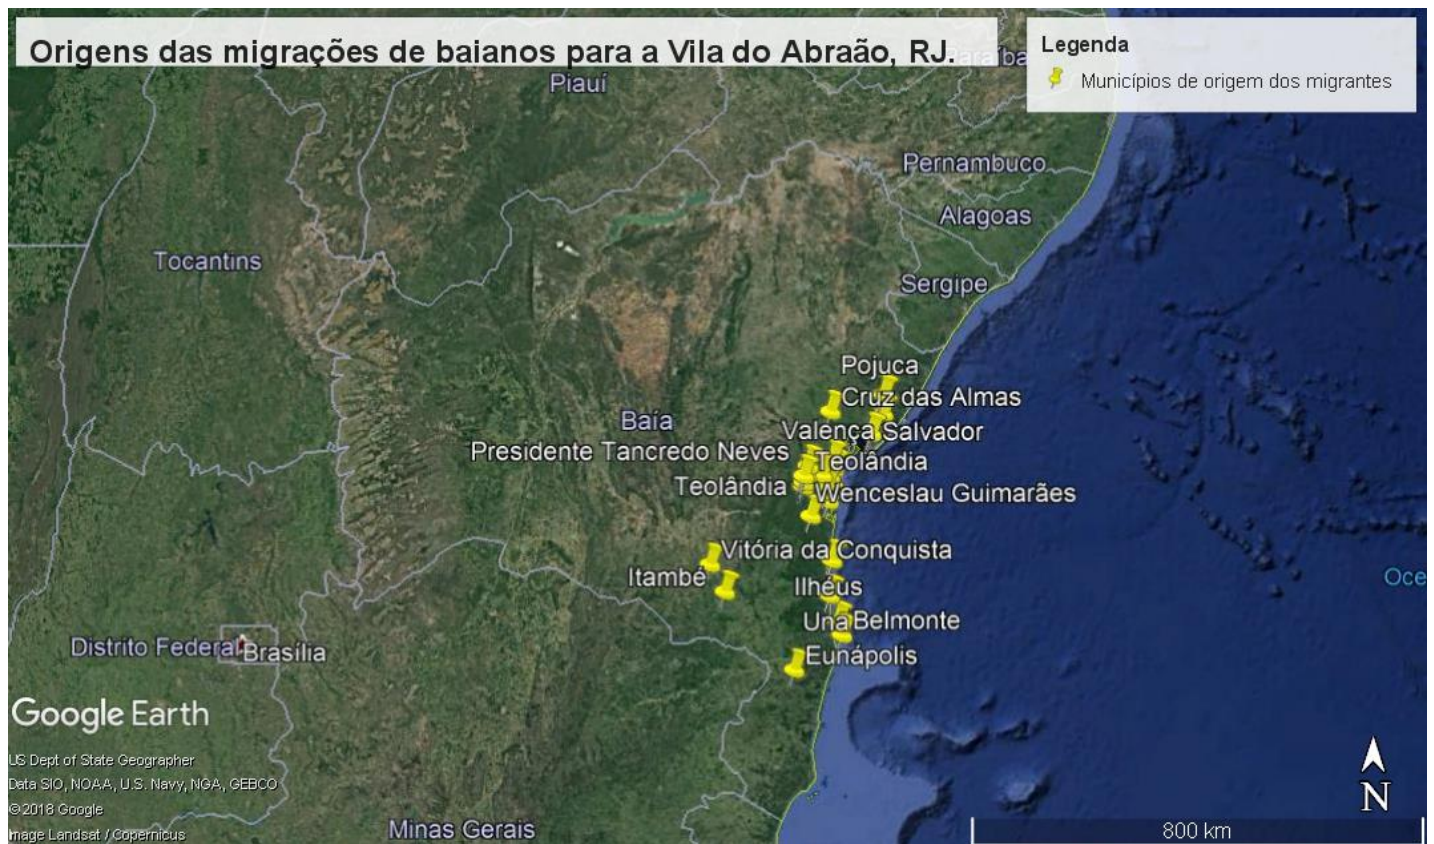 Origens das migrações de baianos para a Vila do Abraão, RJ.
Legenda
Municípios de origem dos migrantes
Piauí
Pernambuco
Alagoas
Tocantins
Sergipe
Pojuca
Cruz das Almas
Baía
Valença Salvador
Presidente Tancredo Neves
Teolândia
Teolândia
Wenceslau Guimarães
Vitória da Conquista
Itambé
Ilhéus
Una Belmonte
Distrito Federal
Brasília
Eunápolis
Google Earth
US Dept of State Geographer
Data SIO, NOAA, U.S. Navy, NGA, GEBCO
©2018 Google
Image Landsat / Copernicus
Minas Gerais
Oce
N
800 km